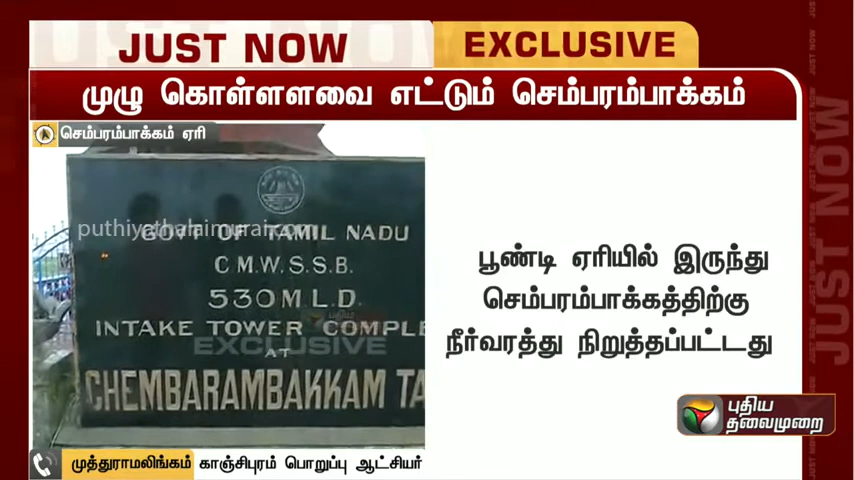 JUST NOW
EXCLUSIVE
முழு கொள்ளளவை எட்டும் செம்பரம்பாக்கம்
செம்பரம்பாக்கம் ஏரி
puthiyathalaimurai.com
GOVT OF TAMIL NADU
C.M.W.S.S.B.
530 M.L.D.
INTAKE TOWER COMPLE
AT
CHEMBARAMBAKKAM TA
EXCLUSIVE
பூண்டி ஏரியில் இருந்து
செம்பரம்பாக்கத்திற்கு
நீர்வரத்து நிறுத்தப்பட்டது
புதிய
தலைமுறை
முத்துராமலிங்கம் காஞ்சிபுரம் பொறுப்பு ஆட்சியர்
JUST NOW
JUST NOW